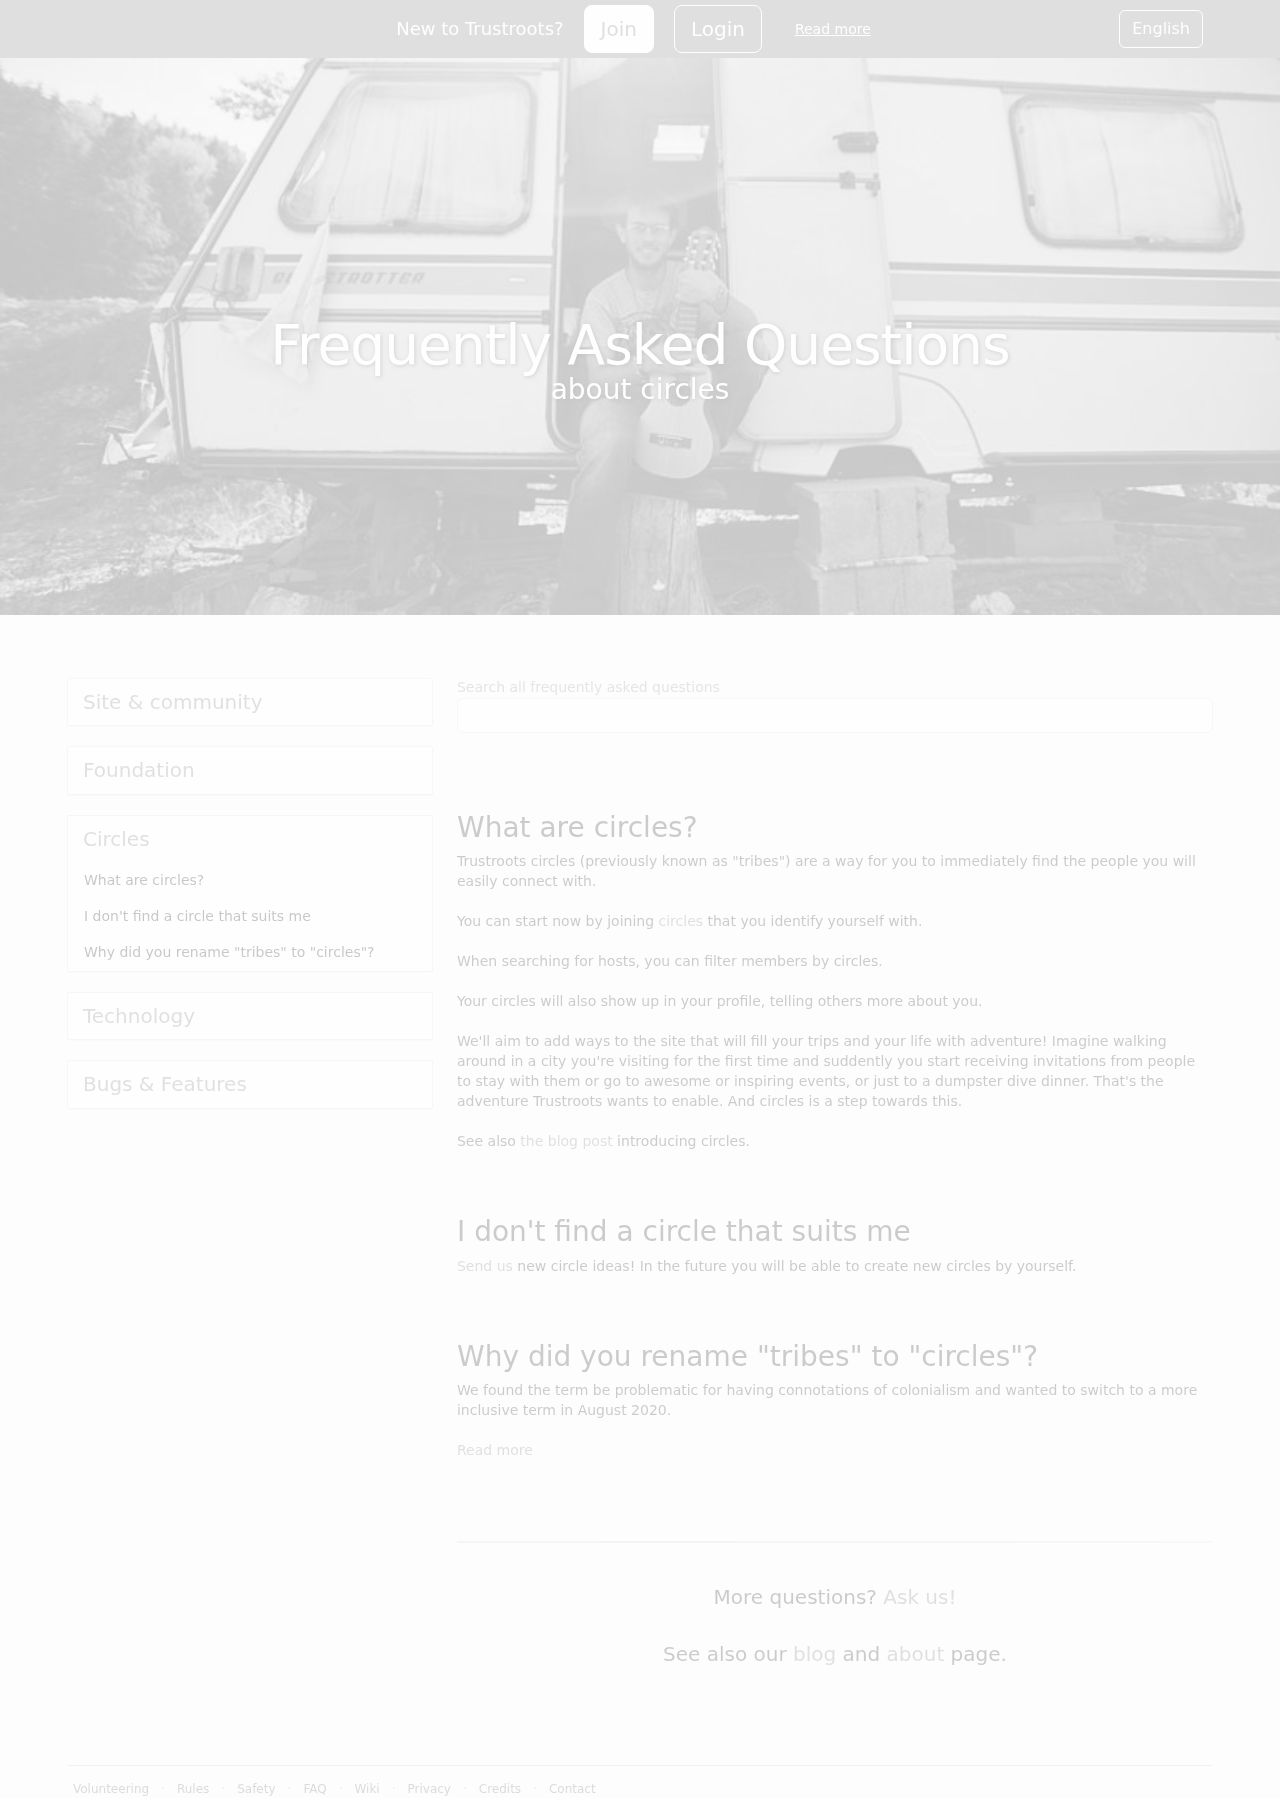 New to Trustroots?
Join
Login
Read more
English
Frequently Asked Questions
about circles
Site & community
Foundation
Circles
What are circles?
I don't find a circle that suits me
Why did you rename "tribes" to "circles"?
Technology
Bugs & Features
Search all frequently asked questions
What are circles?
Trustroots circles (previously known as "tribes") are a way for you to immediately find the people you will
easily connect with.
You can start now by joining circles that you identify yourself with.
When searching for hosts, you can filter members by circles.
Your circles will also show up in your profile, telling others more about you.
We'll aim to add ways to the site that will fill your trips and your life with adventure! Imagine walking
around in a city you're visiting for the first time and suddently you start receiving invitations from people
to stay with them or go to awesome or inspiring events, or just to a dumpster dive dinner. That's the
adventure Trustroots wants to enable. And circles is a step towards this.
See also the blog post introducing circles.
I don't find a circle that suits me
Send us new circle ideas! In the future you will be able to create new circles by yourself.
Why did you rename "tribes" to "circles"?
We found the term be problematic for having connotations of colonialism and wanted to switch to a more
inclusive term in August 2020.
Read more
More questions? Ask us!
See also our blog and about page.
Volunteering · Rules · Safety · FAQ · Wiki · Privacy · Credits · Contact